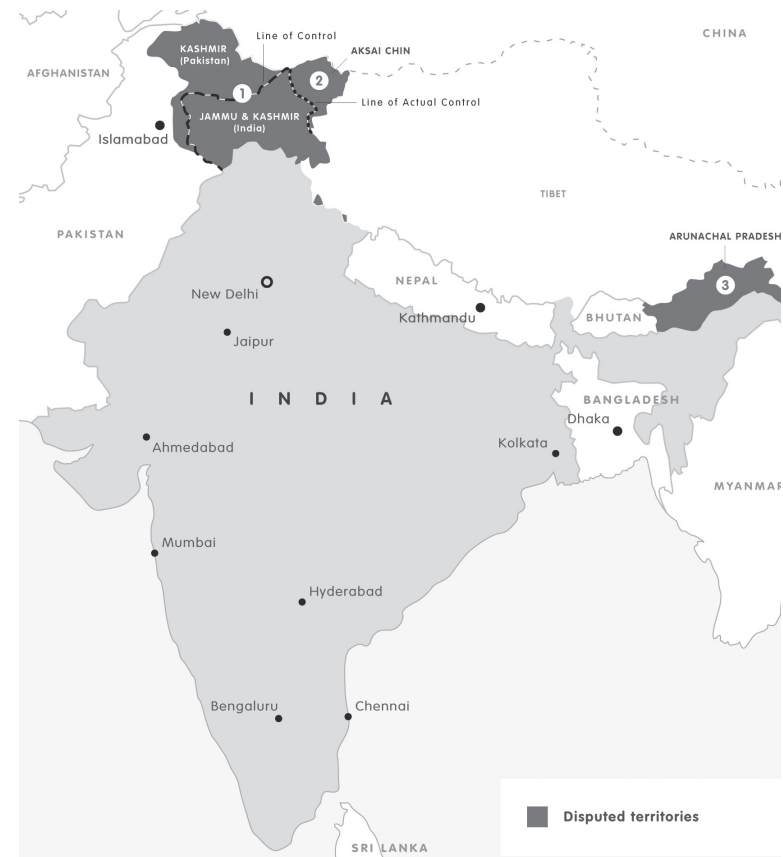 CHINA
Line of Control
KASHMIR
(Pakistan)
AKSAI CHIN
AFGHANISTAN
2
1
Line of Actual Control
JAMMU & KASHMIR
(India)
Islamabad
TIBET
PAKISTAN
ARUNACHAL PRADESH
NEPAL
3
New Delhi
Kathmandu
BHUTAN
Jaipur
INDIA
BANGLADESH
Dhaka
Ahmedabad
Kolkata
MYANMAR
Mumbai
Hyderabad
Bengaluru
Chennai
Disputed territories
SRI LANKA